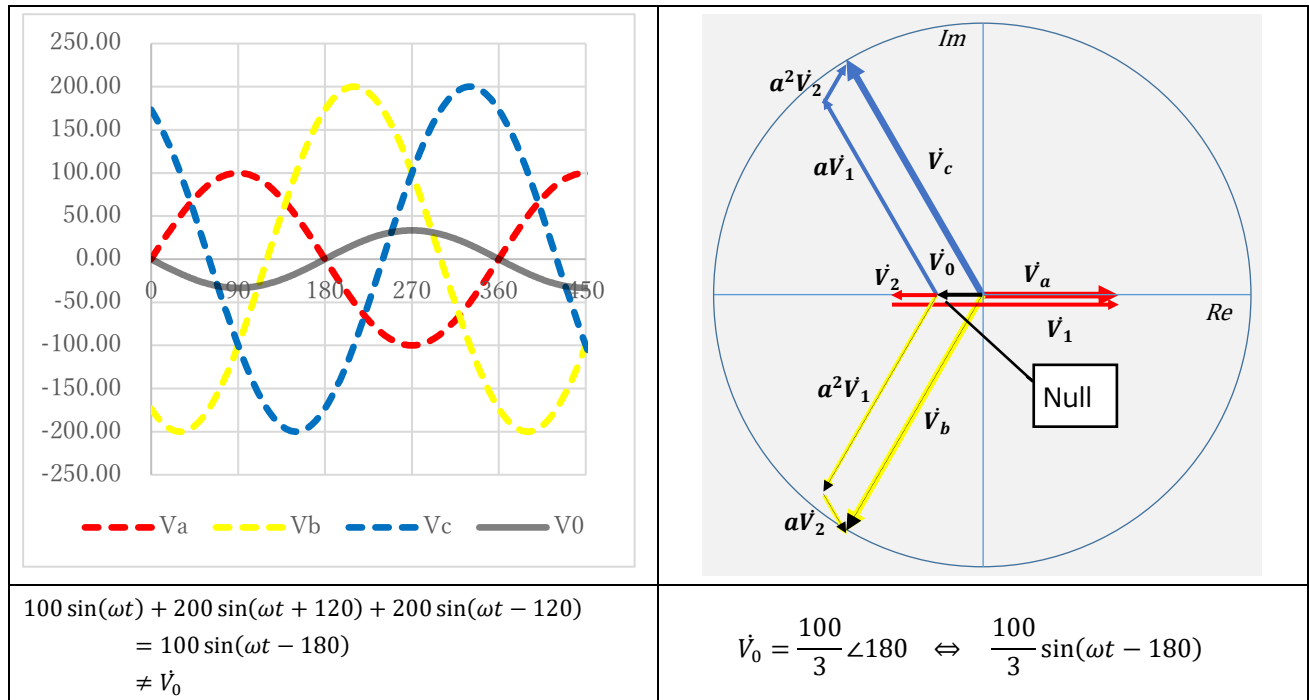 250.00
200.00
150.00
100.00
50.00
0.00
-50.00
-100.00
-150.00
-200.00
-250.00
0 90 180 270 360 450
Va Vb Vc V0
Im
Re
a²V̇₂
aV̇₁
V̇c
V̇₂
V̇₀
V̇a
V̇₁
a²V̇₁
V̇b
aV̇₂
Null
100 sin(ωt) + 200 sin(ωt + 120) + 200 sin(ωt − 120)
= 100 sin(ωt − 180)
≠ V̇₀
V̇₀ = 100/3 ∠180 ⇔ 100/3 sin(ωt − 180)